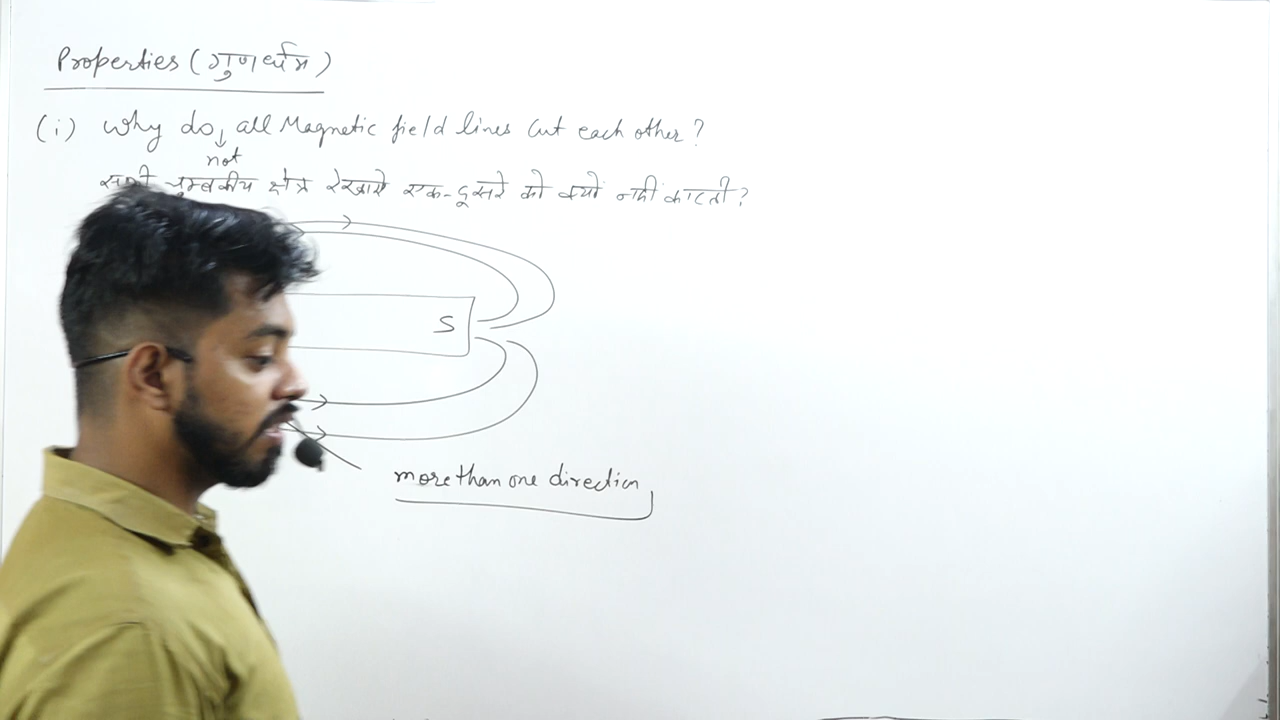 Properties (गुणधर्म)
(i) Why do, all Magnetic field lines Cut each other?
not
सभी चुम्बकीय क्षेत्र रेखाये एक-दूसरे को क्यो नही काटती?
S
more than one direction